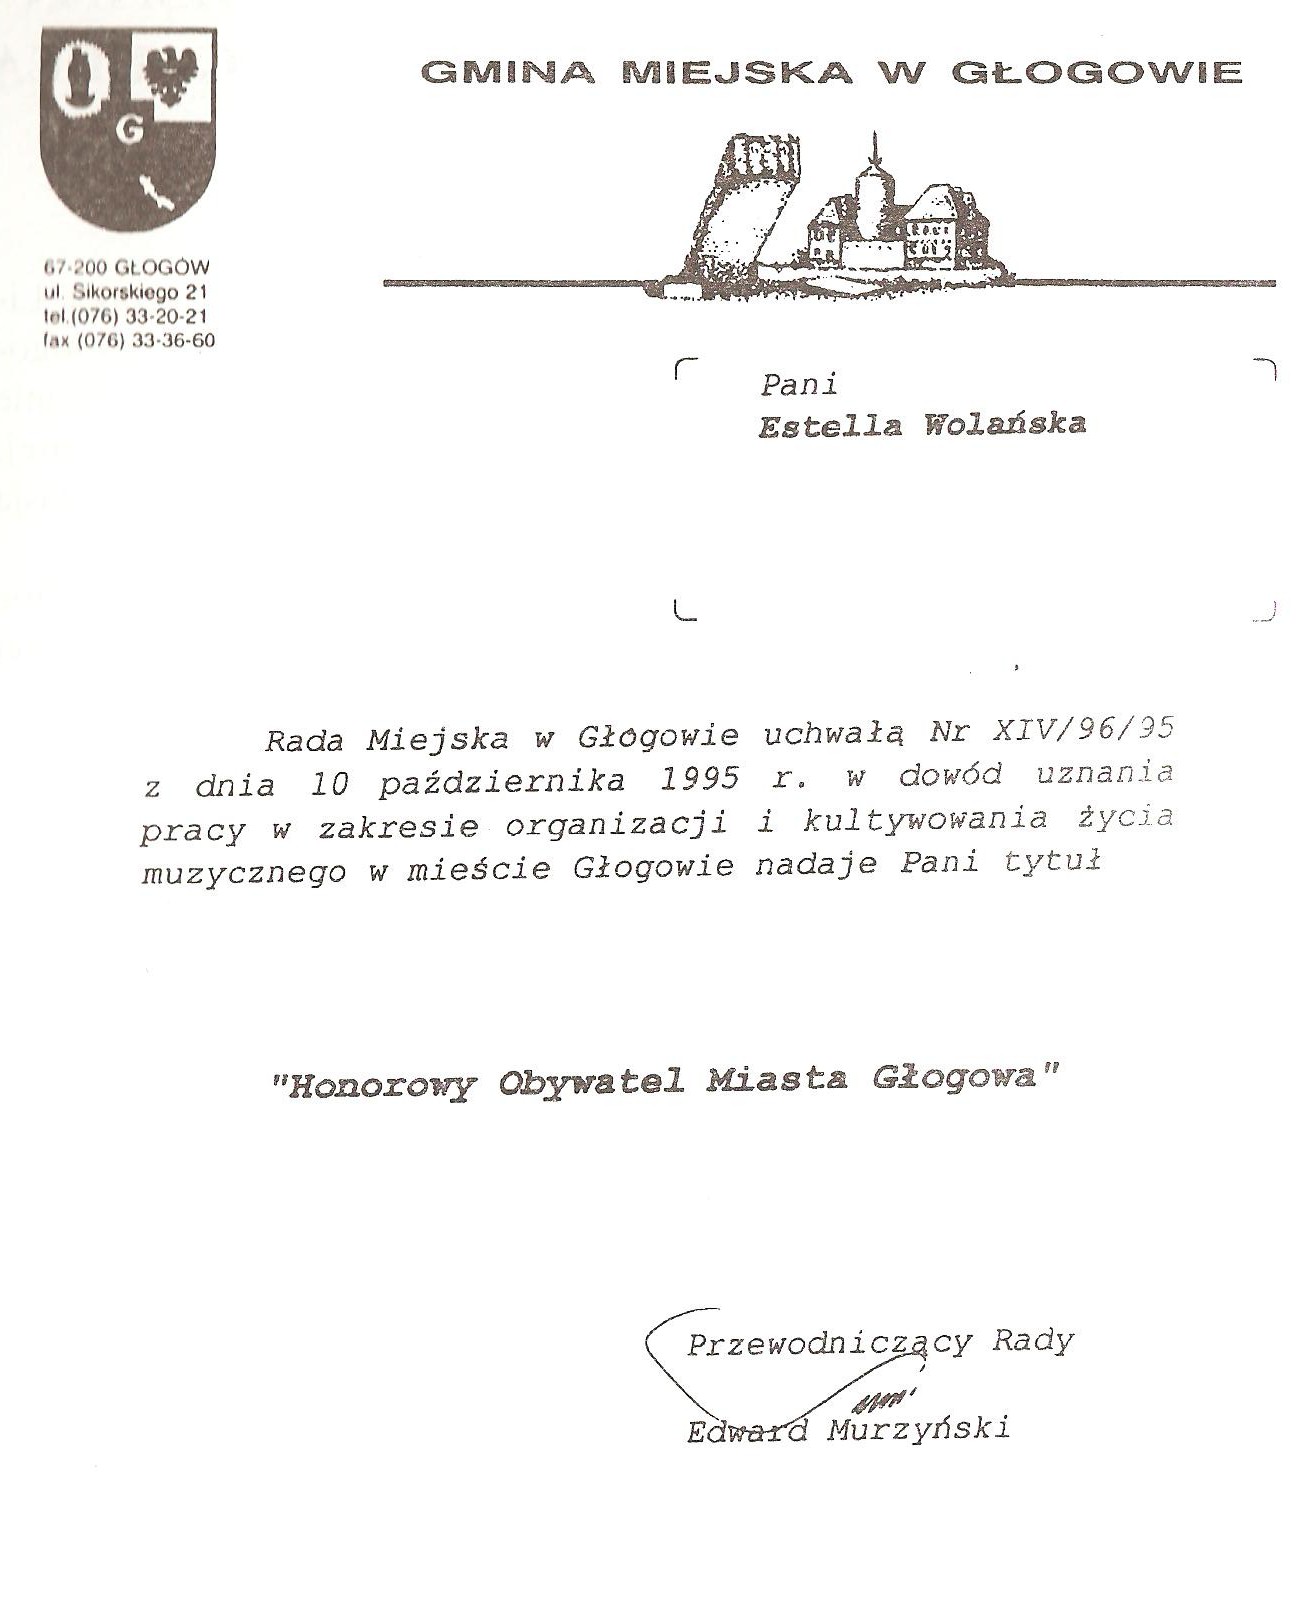 G
GMINA MIEJSKA W GŁOGOWIE
67-200 GŁOGÓW
ul. Sikorskiego 21
tel.(076) 33-20-21
fax (076) 33-36-60
Pani
Estella Wolańska
Rada Miejska w Głogowie uchwałą Nr XIV/96/95
z dnia 10 października 1995 r. w dowód uznania
pracy w zakresie organizacji i kultywowania życia
muzycznego w mieście Głogowie nadaje Pani tytuł
"Honorowy Obywatel Miasta Głogowa"
Przewodniczący Rady
Edward Murzyński